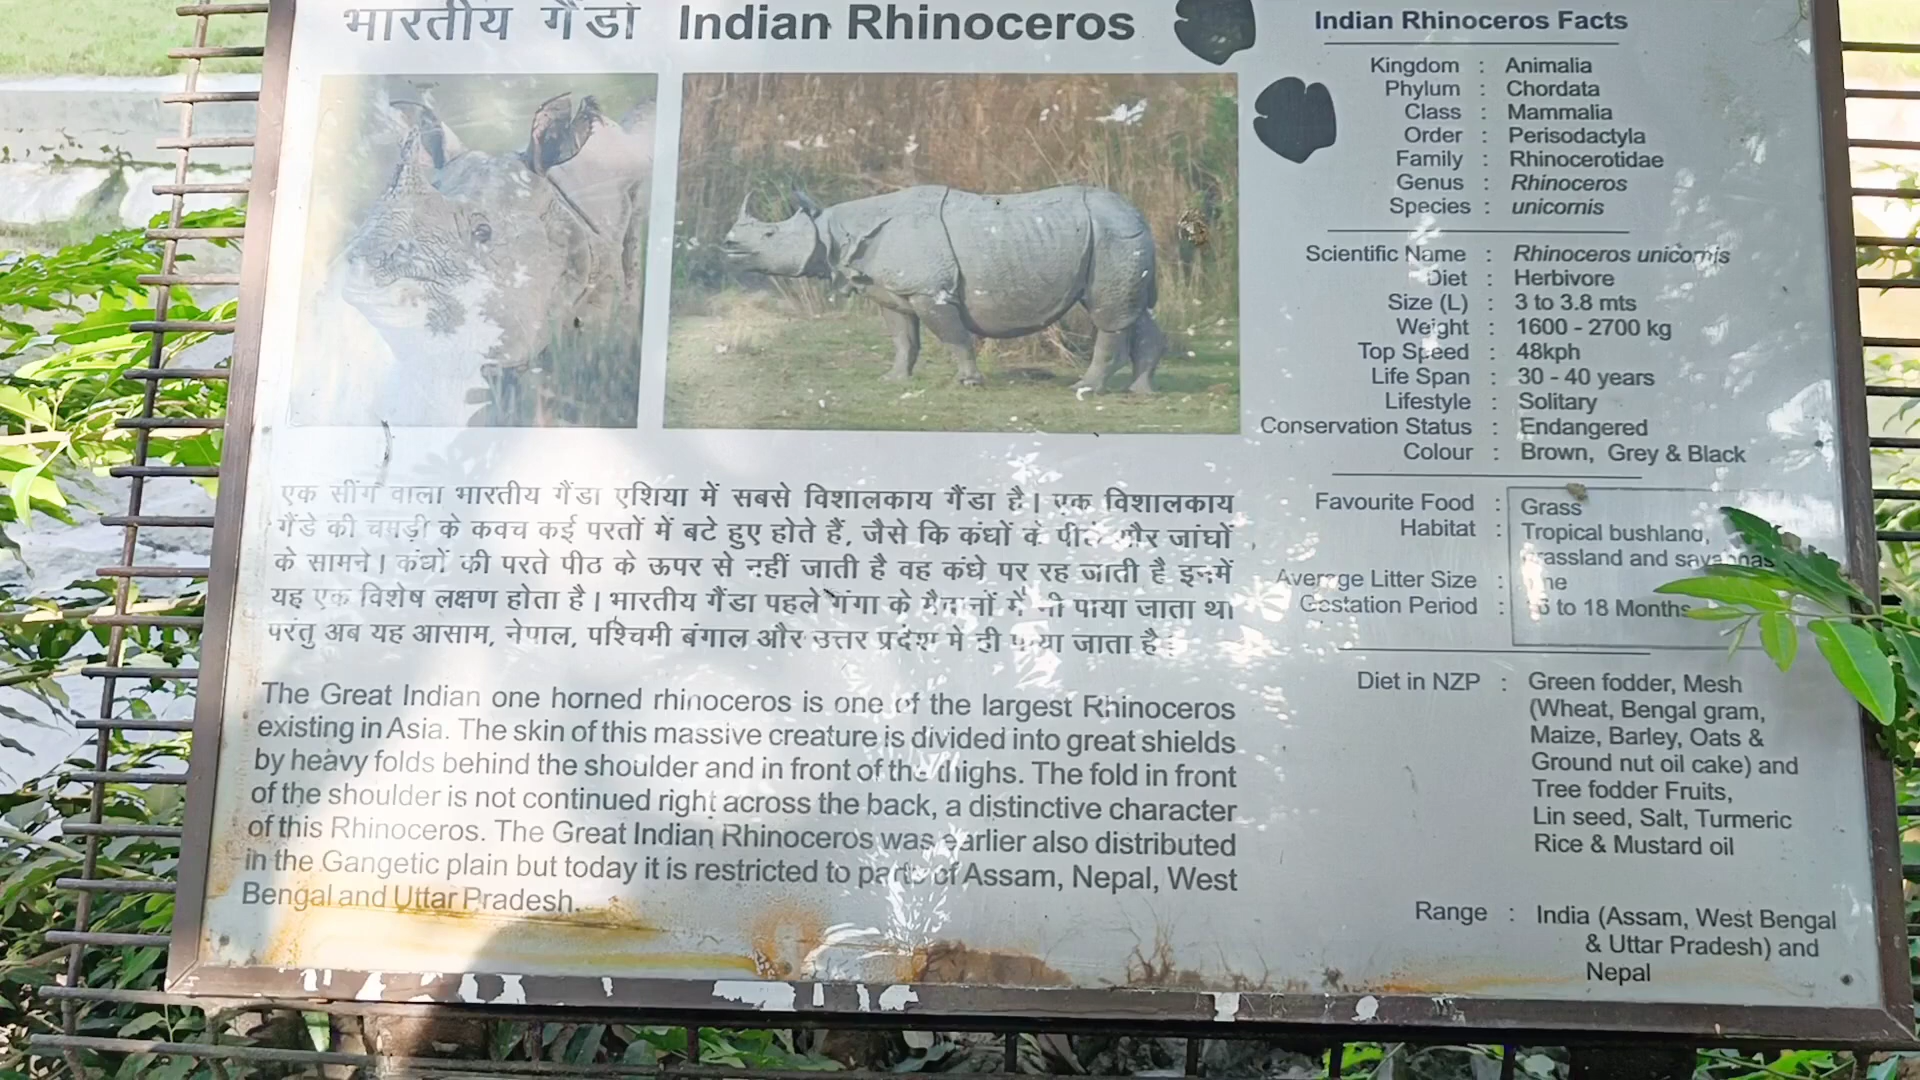 भारतीय गैंडा Indian Rhinoceros
एक सींग वाला भारतीय गैंडा एशिया में सबसे विशालकाय गैंडा है। एक विशालकाय
गैंडे की चमड़ी के कवच कई परतों में बटे हुए होते हैं, जैसे कि कंधों के और जांघों
के सामने। कंधों की परते पीठ के ऊपर से नहीं जाती है वह कंधे पर रह जाती है इनमें
यह एक विशेष लक्षण होता है। भारतीय गैंडा पहले गंगा के मैदानों में भी पाया जाता था
परंतु अब यह आसाम, नेपाल, पश्चिमी बंगाल और उत्तर प्रदेश मे ही पाया जाता है
The Great Indian one horned rhinoceros is one of the largest Rhinoceros
existing in Asia. The skin of this massive creature is divided into great shields
by heavy folds behind the shoulder and in front of the thighs. The fold in front
of the shoulder is not continued right across the back, a distinctive character
of this Rhinoceros. The Great Indian Rhinoceros was earlier also distributed
in the Gangetic plain but today it is restricted to parts of Assam, Nepal, West
Bengal and Uttar Pradesh.
Indian Rhinoceros Facts
Kingdom : Animalia
Phylum : Chordata
Class : Mammalia
Order : Perisodactyla
Family : Rhinocerotidae
Genus : Rhinoceros
Species : unicornis
Scientific Name : Rhinoceros unicornis
Diet : Herbivore
Size (L) : 3 to 3.8 mts
Weight : 1600 - 2700 kg
Top Speed : 48kph
Life Span : 30 - 40 years
Lifestyle : Solitary
Conservation Status : Endangered
Colour : Brown, Grey & Black
Favourite Food : Grass
Habitat : Tropical bushland,
grassland and savannas
Average Litter Size :
Gestation Period : to 18 Months
Diet in NZP : Green fodder, Mesh
(Wheat, Bengal gram,
Maize, Barley, Oats &
Ground nut oil cake) and
Tree fodder Fruits,
Lin seed, Salt, Turmeric
Rice & Mustard oil
Range : India (Assam, West Bengal
& Uttar Pradesh) and
Nepal